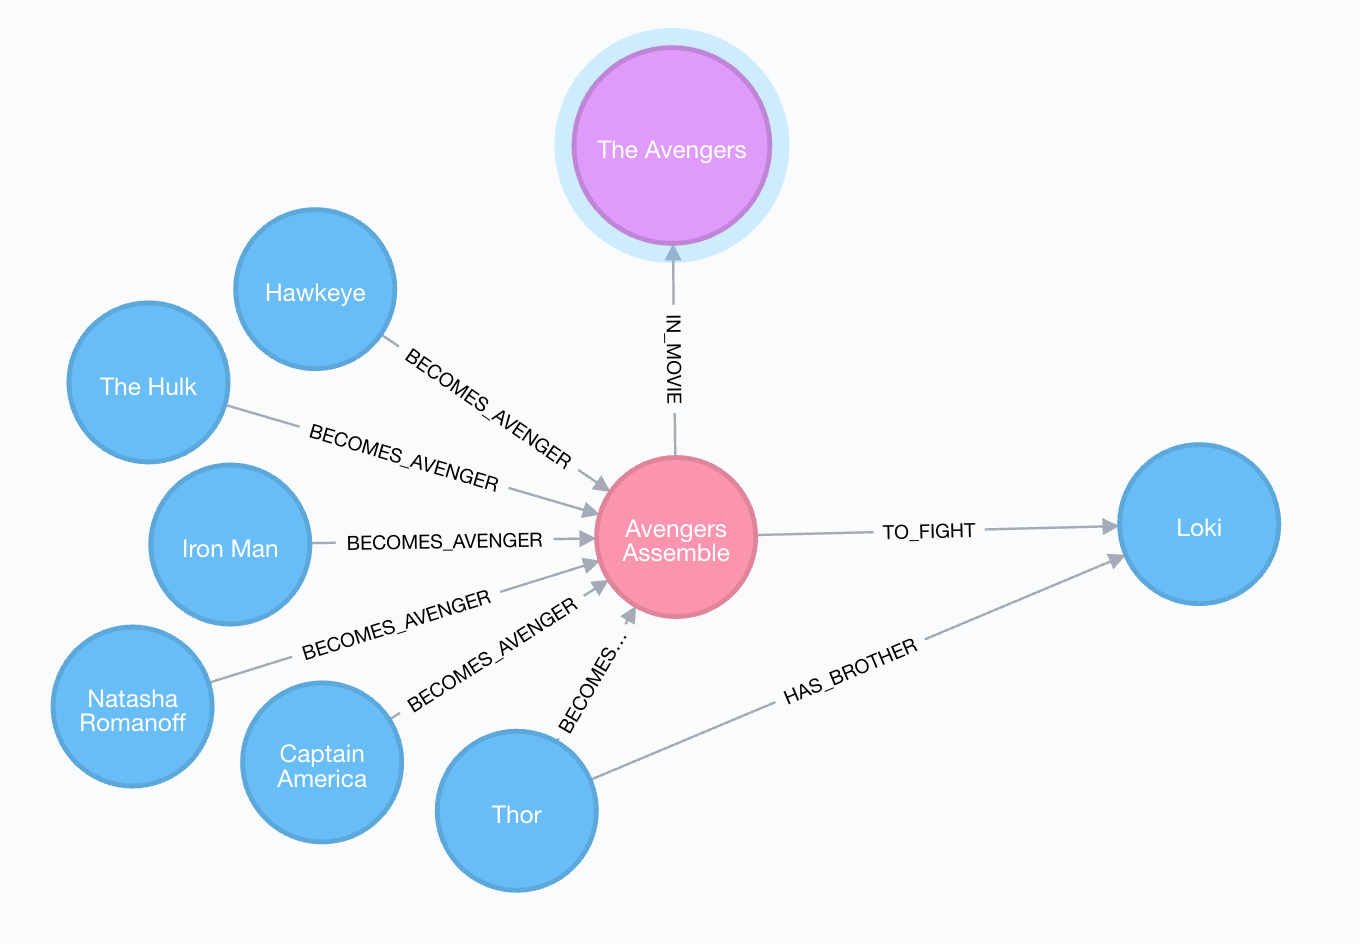 The Avengers
Hawkeye
IN_MOVIE
The Hulk
BECOMES_AVENGER
BECOMES_AVENGER
Iron Man
BECOMES_AVENGER
Avengers
Assemble
TO_FIGHT
Loki
BECOMES_AVENGER
BECOMES_AVENGER
BECOMES...
HAS_BROTHER
Natasha
Romanoff
Captain
America
Thor